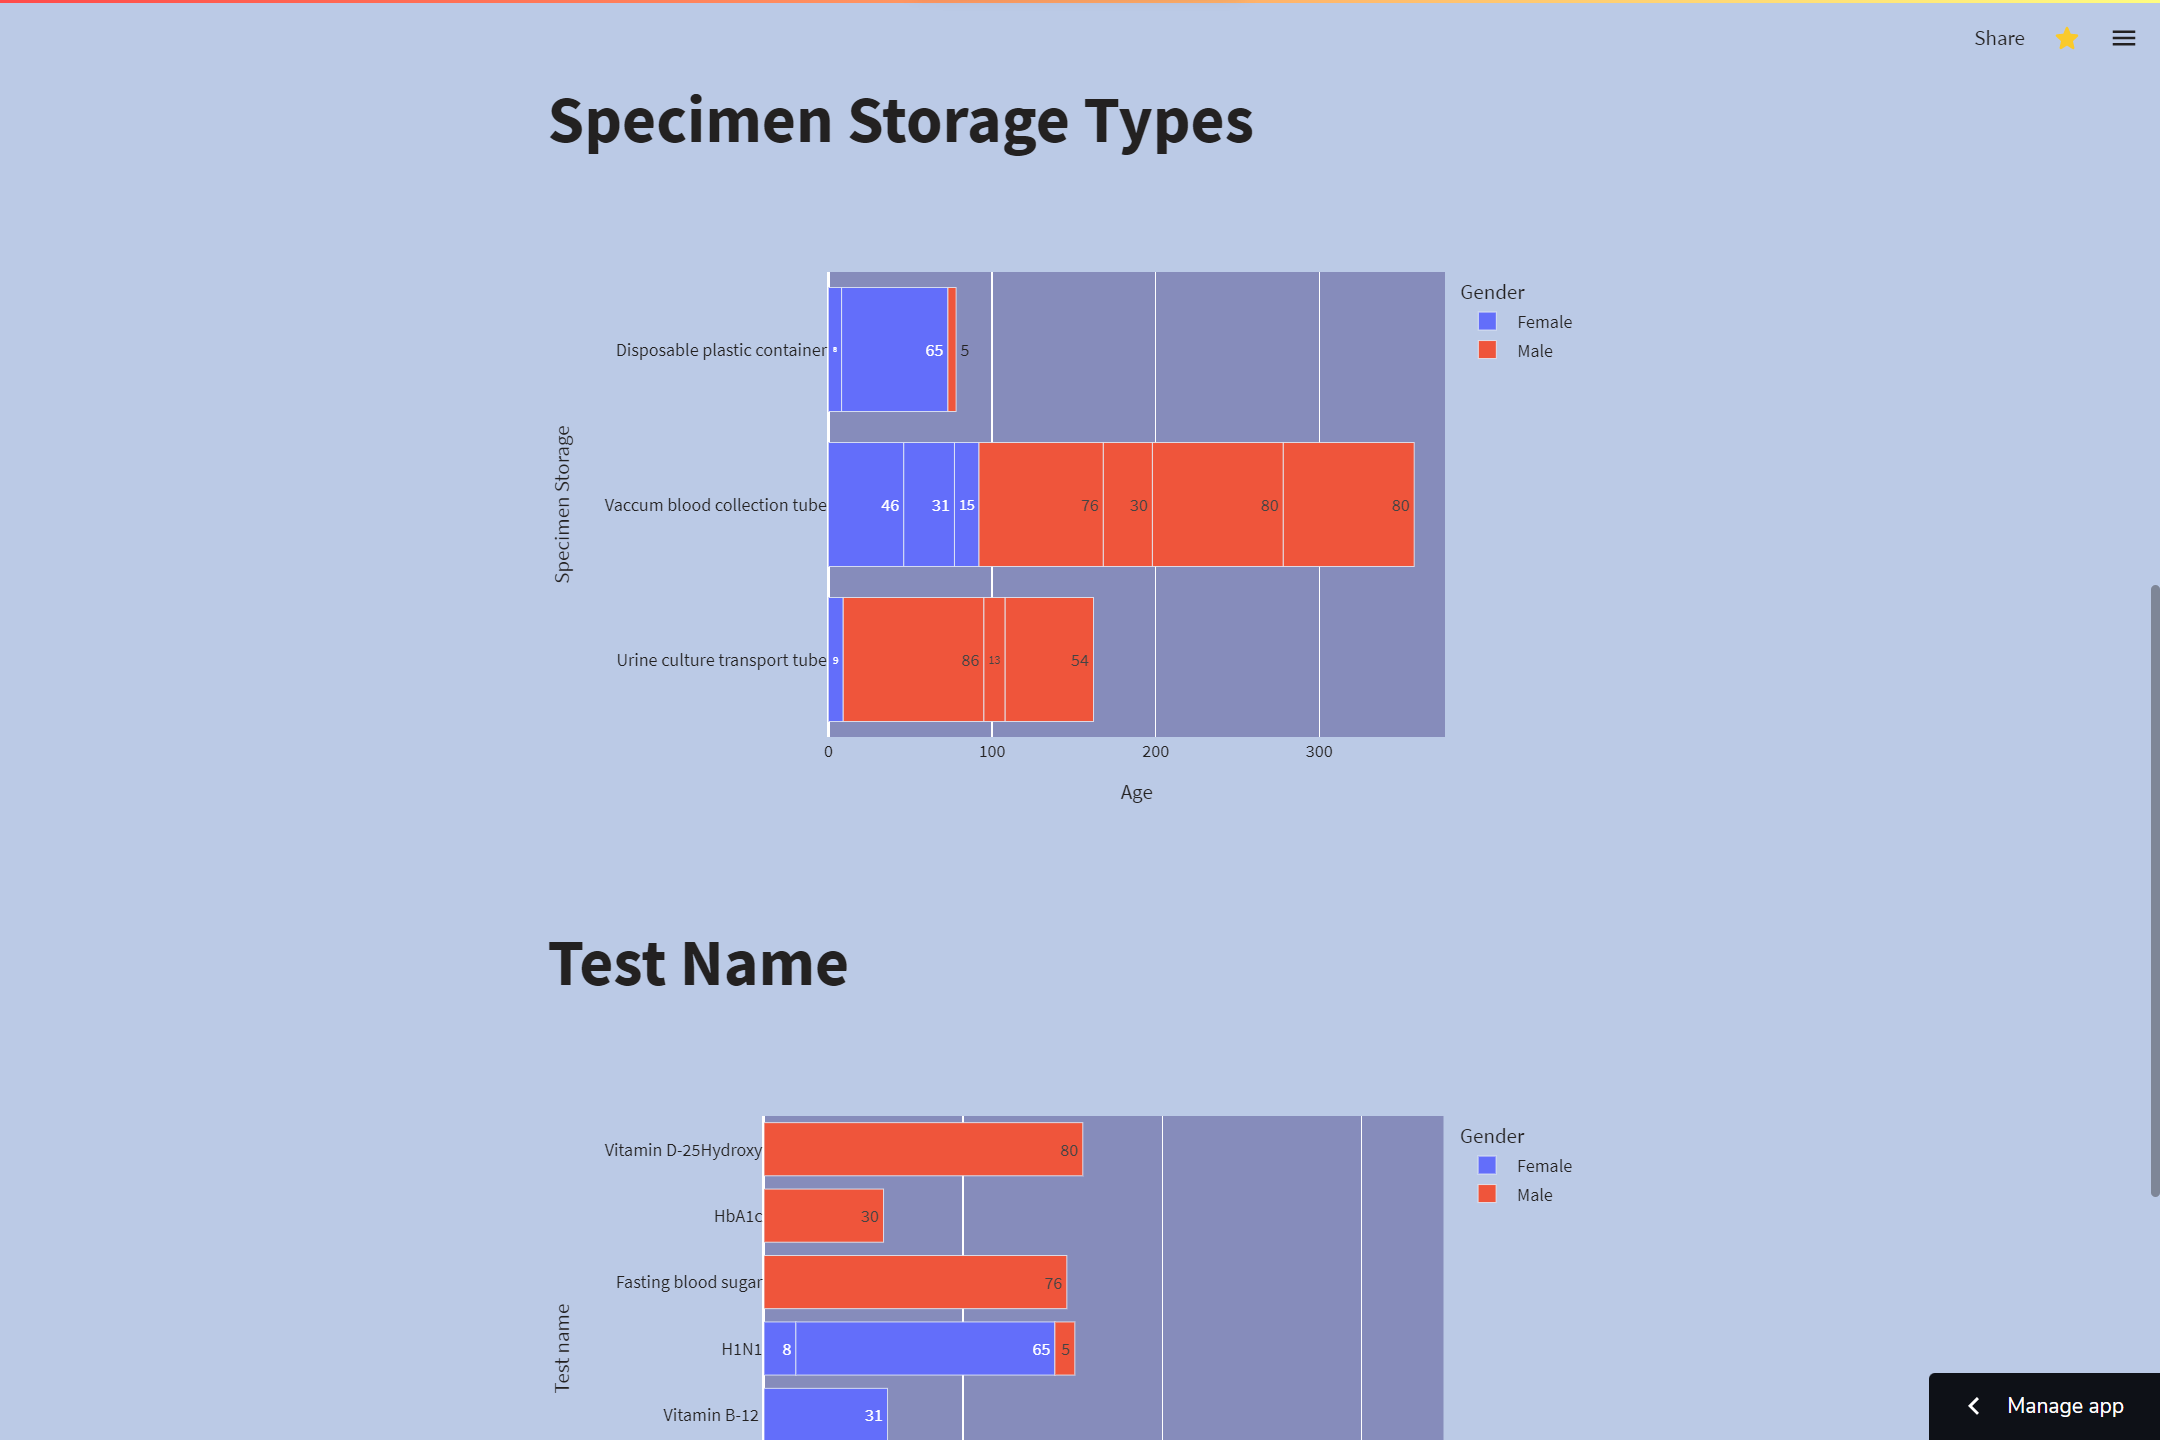 Share
Specimen Storage Types
Gender
Female
Male
Disposable plastic container 8 65 5
Vaccum blood collection tube 46 31 15 76 30 80 80
Urine culture transport tube 9 86 13 54
Specimen Storage
0 100 200 300
Age
Test Name
Gender
Female
Male
Vitamin D-25Hydroxy 80
HbA1c 30
Fasting blood sugar 76
H1N1 8 65 5
Vitamin B-12 31
Test name
Manage app